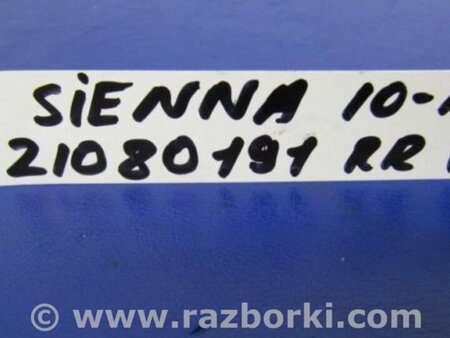 SiENNA 10-
21080191 RR
© www.razborki.com